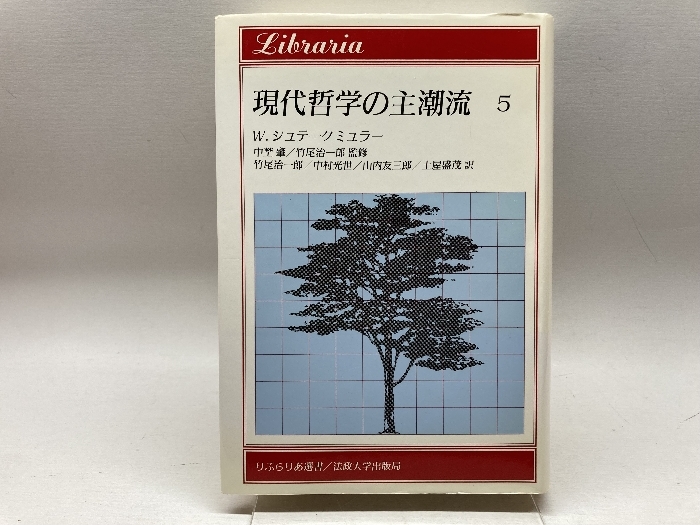 Libraria
現代哲学の主潮流 5
W.シュテークミュラー
中埜肇／竹尾治一郎 監修
竹尾治一郎／中村光世／山内友三郎／土屋盛茂 訳
りぶらりあ選書／法政大学出版局